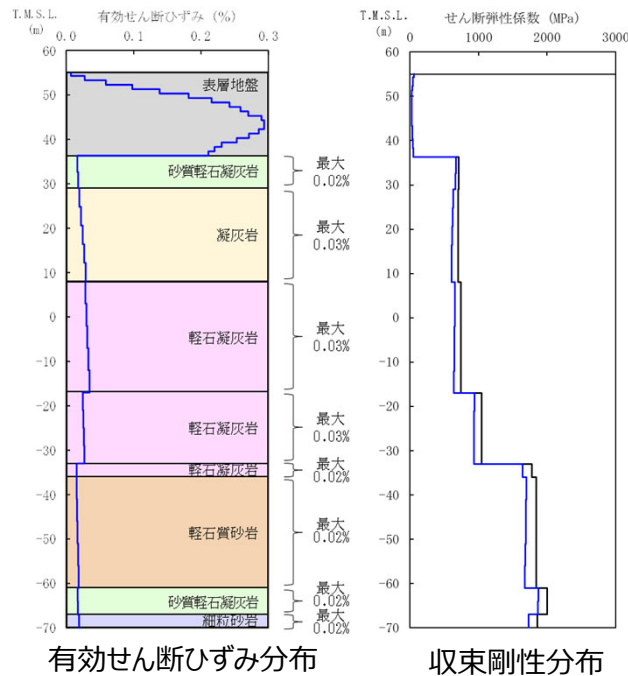 T.M.S.L.
(m)
有効せん断ひずみ (%)
0.0 0.1 0.2 0.3
60
50
40
30
20
10
0
-10
-20
-30
-40
-50
-60
-70
表層地盤
砂質軽石凝灰岩
凝灰岩
軽石凝灰岩
軽石凝灰岩
軽石凝灰岩
軽石質砂岩
砂質軽石凝灰岩
細粒砂岩
最大
0.02%
最大
0.03%
最大
0.03%
最大
0.03%
最大
0.02%
最大
0.02%
最大
0.02%
最大
0.02%
有効せん断ひずみ分布
T.M.S.L.
(m)
せん断弾性係数 (MPa)
0 1000 2000 3000
60
50
40
30
20
10
0
-10
-20
-30
-40
-50
-60
-70
収束剛性分布